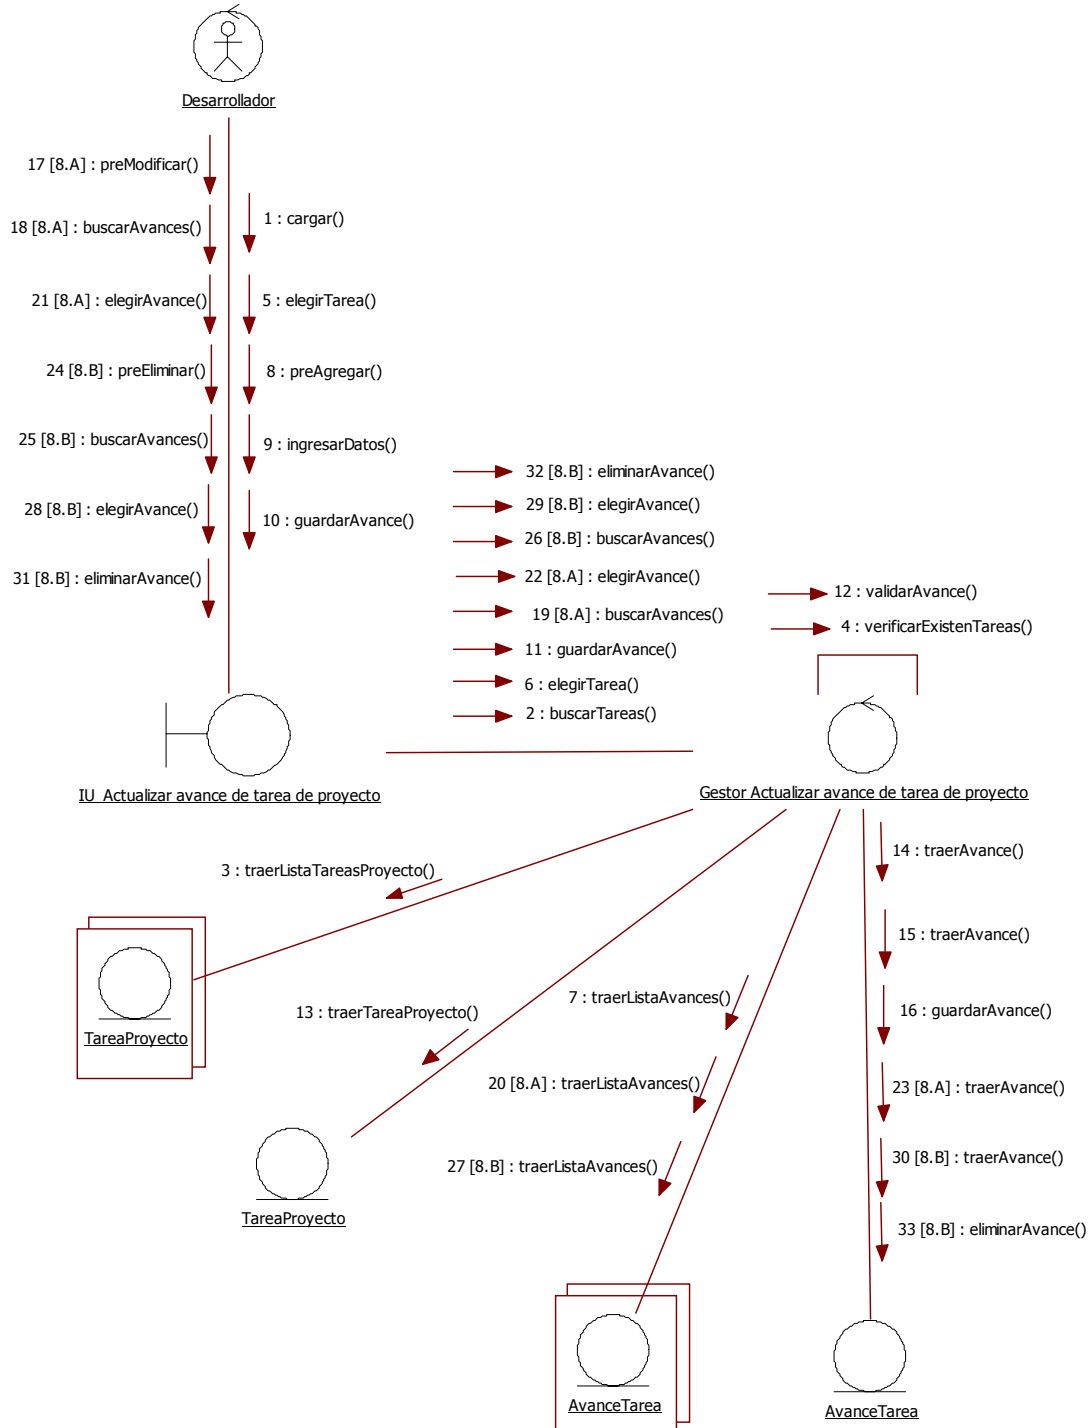 Desarrollador
17 [8.A] : preModificar()
18 [8.A] : buscarAvances()
1 : cargar()
21 [8.A] : elegirAvance()
5 : elegirTarea()
24 [8.B] : preEliminar()
8 : preAgregar()
25 [8.B] : buscarAvances()
9 : ingresarDatos()
28 [8.B] : elegirAvance()
10 : guardarAvance()
31 [8.B] : eliminarAvance()
32 [8.B] : eliminarAvance()
29 [8.B] : elegirAvance()
26 [8.B] : buscarAvances()
22 [8.A] : elegirAvance()
19 [8.A] : buscarAvances()
11 : guardarAvance()
6 : elegirTarea()
2 : buscarTareas()
12 : validarAvance()
4 : verificarExistenTareas()
IU_Actualizar avance de tarea de proyecto
Gestor Actualizar avance de tarea de proyecto
3 : traerListaTareasProyecto()
14 : traerAvance()
15 : traerAvance()
7 : traerListaAvances()
13 : traerTareaProyecto()
16 : guardarAvance()
TareaProyecto
20 [8.A] : traerListaAvances()
23 [8.A] : traerAvance()
27 [8.B] : traerListaAvances()
30 [8.B] : traerAvance()
TareaProyecto
33 [8.B] : eliminarAvance()
AvanceTarea
AvanceTarea